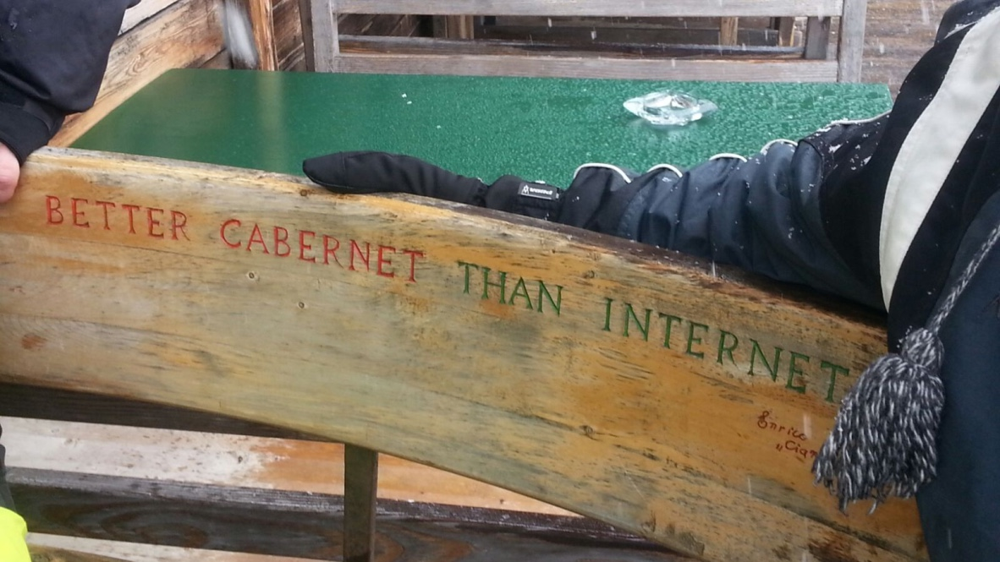 BETTER CABERNET THAN INTERNET
Enrico